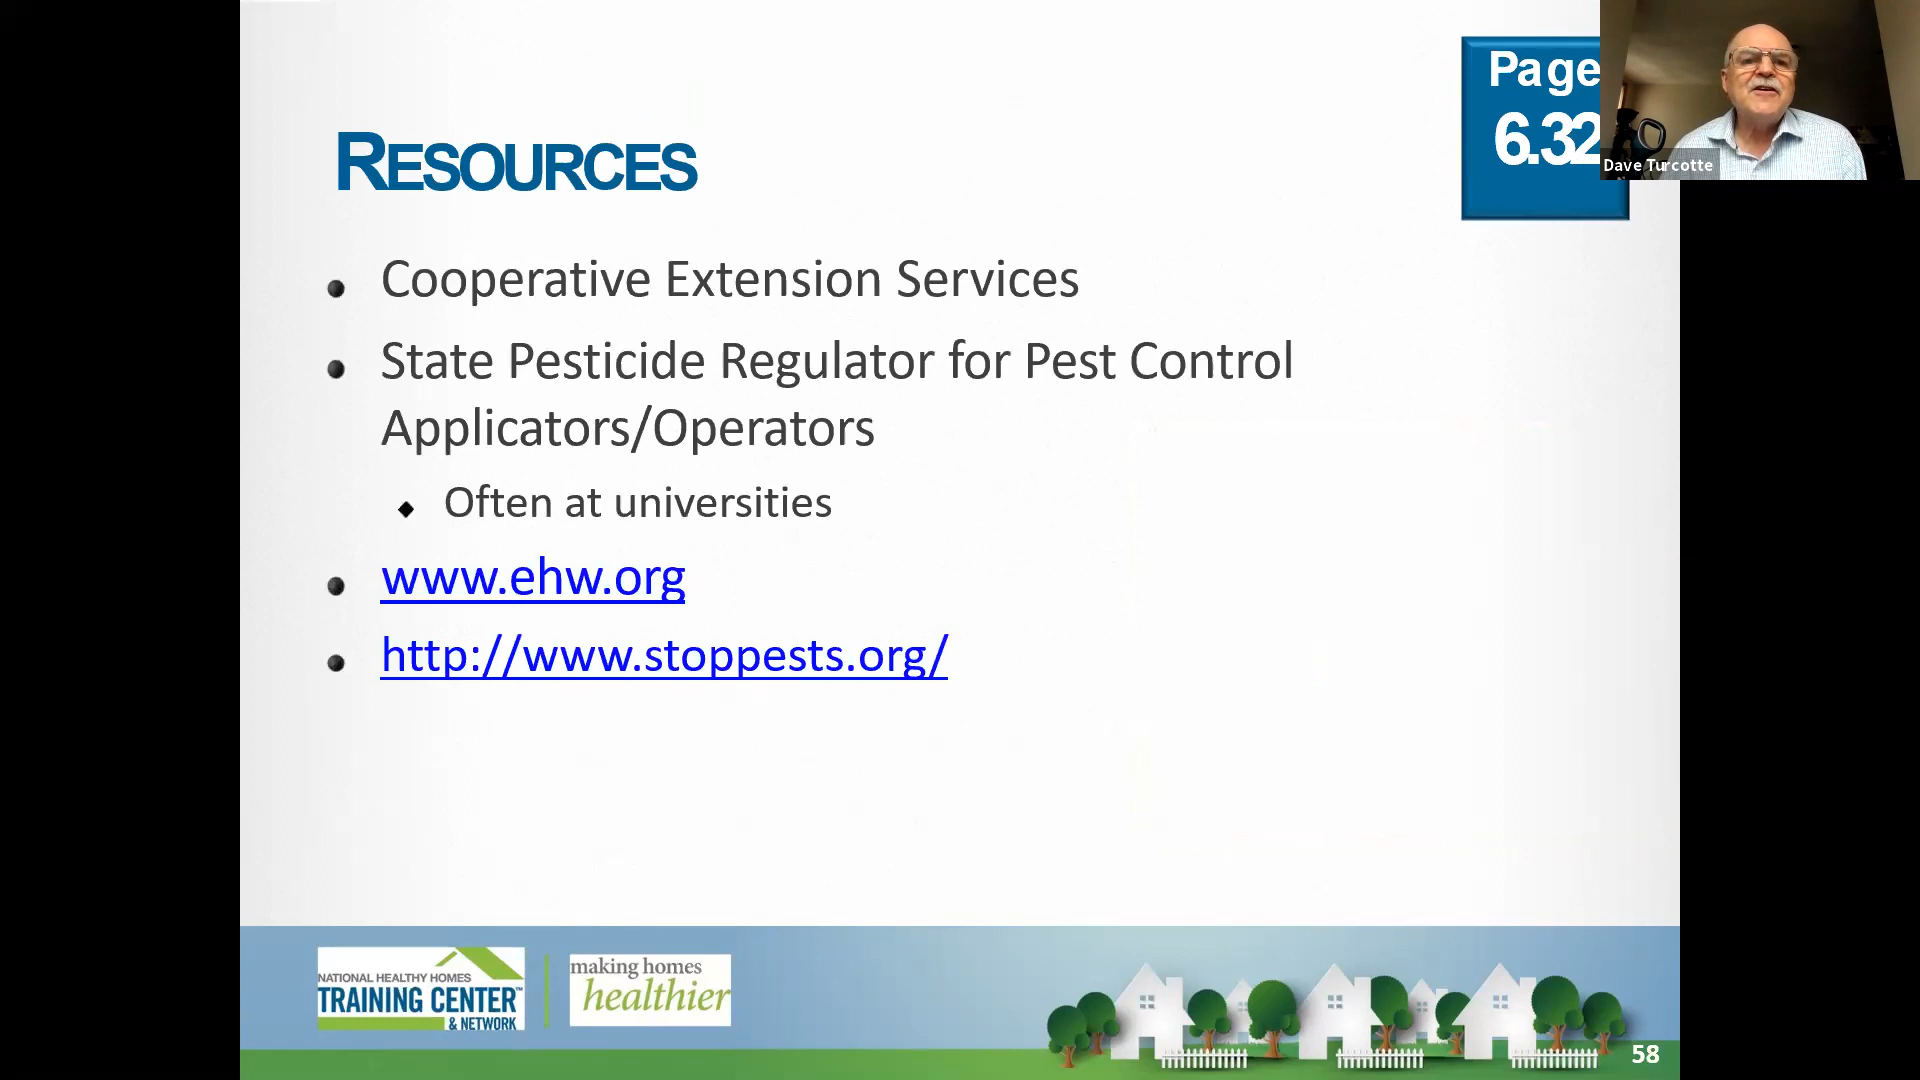 Page
6.32
Dave Turcotte
RESOURCES
Cooperative Extension Services
State Pesticide Regulator for Pest Control
Applicators/Operators
Often at universities
www.ehw.org
http://www.stoppests.org/
NATIONAL HEALTHY HOMES
TRAINING CENTER™
& NETWORK
making homes
healthier
58